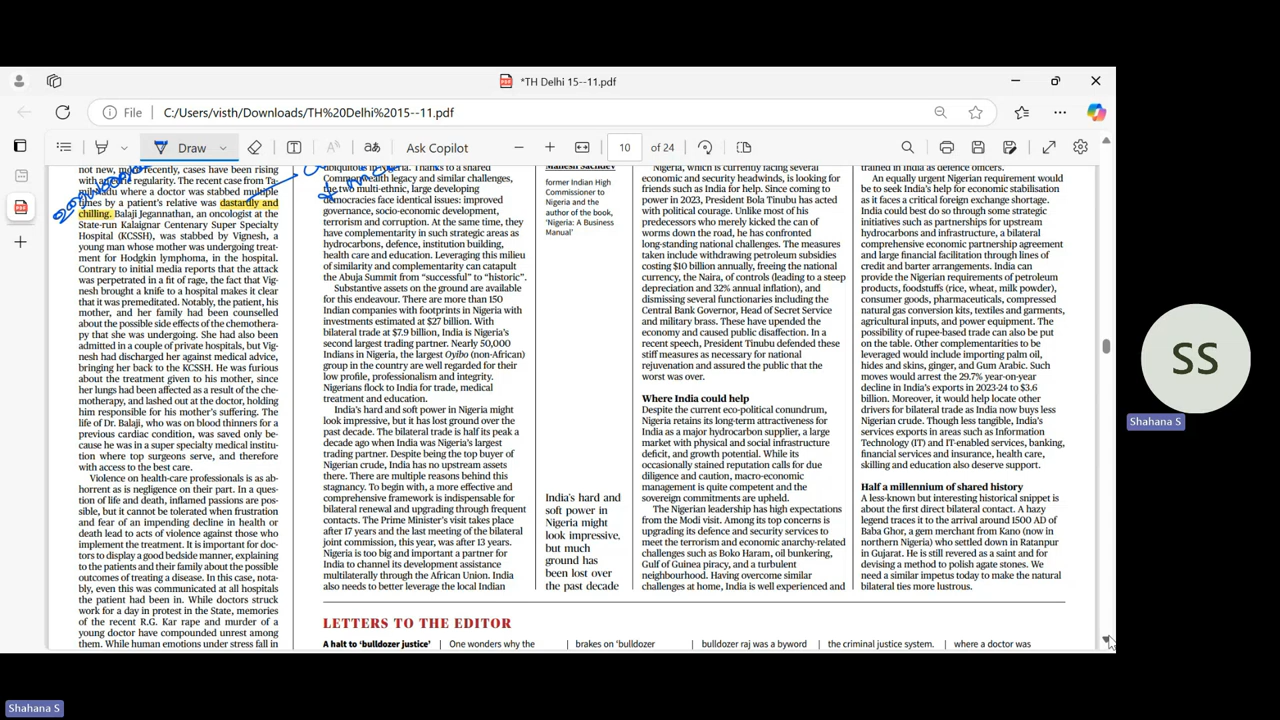 *TH Delhi 15--11.pdf
File
C:/Users/visth/Downloads/TH%20Delhi%2015--11.pdf
Draw
Ask Copilot
10
of 24
not new, more recently, cases have been rising
with regularity. The recent case from Ta-
where a doctor was stabbed multiple
times by a patient's relative was dastardly and
chilling. Balaji Jegannathan, an oncologist at the
State-run Kalaignar Centenary Super Specialty
Hospital (KCSSH), was stabbed by Vignesh, a
young man whose mother was undergoing treat-
ment for Hodgkin lymphoma, in the hospital.
Contrary to initial media reports that the attack
was perpetrated in a fit of rage, the fact that Vig-
nesh brought a knife to a hospital makes it clear
that it was premeditated. Notably, the patient, his
mother, and her family had been counselled
about the possible side effects of the chemothera-
py that she was undergoing. She had also been
admitted in a couple of private hospitals, but Vig-
nesh had discharged her against medical advice,
bringing her back to the KCSSH. He was furious
about the treatment given to his mother, since
her lungs had been affected as a result of the che-
motherapy, and lashed out at the doctor, holding
him responsible for his mother's suffering. The
life of Dr. Balaji, who was on blood thinners for a
previous cardiac condition, was saved only be-
cause he was in a super specialty medical institu-
tion where top surgeons serve, and therefore
with access to the best care.
Violence on health-care professionals is as ab-
horrent as is negligence on their part. In a ques-
tion of life and death, inflamed passions are pos-
sible, but it cannot be tolerated when frustration
and fear of an impending decline in health or
death lead to acts of violence against those who
implement the treatment. It is important for doc-
tors to display a good bedside manner, explaining
to the patients and their family about the possible
outcomes of treating a disease. In this case, nota-
bly, even this was communicated at all hospitals
the patient had been in. While doctors struck
work for a day in protest in the State, memories
of the recent R.G. Kar rape and murder of a
young doctor have compounded unrest among
them. While human emotions under stress fall in
Thanks to a shared
Commonwealth legacy and similar challenges,
the two multi-ethnic, large developing
democracies face identical issues: improved
governance, socio-economic development,
terrorism and corruption. At the same time, they
have complementarity in such strategic areas as
hydrocarbons, defence, institution building,
health care and education. Leveraging this milieu
of similarity and complementarity can catapult
the Abuja Summit from “successful” to “historic”.
Substantive assets on the ground are available
for this endeavour. There are more than 150
Indian companies with footprints in Nigeria with
investments estimated at $27 billion. With
bilateral trade at $7.9 billion, India is Nigeria's
second largest trading partner. Nearly 50,000
Indians in Nigeria, the largest Oyibo (non-African)
group in the country are well regarded for their
low profile, professionalism and integrity.
Nigerians flock to India for trade, medical
treatment and education.
India's hard and soft power in Nigeria might
look impressive, but it has lost ground over the
past decade. The bilateral trade is half its peak a
decade ago when India was Nigeria's largest
trading partner. Despite being the top buyer of
Nigerian crude, India has no upstream assets
there. There are multiple reasons behind this
stagnancy. To begin with, a more effective and
comprehensive framework is indispensable for
bilateral renewal and upgrading through frequent
contacts. The Prime Minister's visit takes place
after 17 years and the last meeting of the bilateral
joint commission, this year, was after 13 years.
Nigeria is too big and important a partner for
India to channel its development assistance
multilaterally through the African Union. India
also needs to better leverage the local Indian
Mahesh Sachdev
former Indian High
Commissioner to
Nigeria and
the author of the
book, ‘Nigeria: A Business
Manual’
India's hard and
soft power in
Nigeria might
look impressive,
but much
ground has
been lost over
the past decade
Nigeria, which is currently facing several
economic and security headwinds, is looking for
friends such as India for help. Since coming to
power in 2023, President Bola Tinubu has acted
with political courage. Unlike most of his
predecessors who merely kicked the can of
worms down the road, he has confronted
long-standing national challenges. The measures
taken include withdrawing petroleum subsidies
costing $10 billion annually, freeing the national
currency, the Naira, of controls (leading to a steep
depreciation and 32% annual inflation), and
dismissing several functionaries including the
Central Bank Governor, Head of Secret Service
and military brass. These have upended the
economy and caused public disaffection. In a
recent speech, President Tinubu defended these
stiff measures as necessary for national
rejuvenation and assured the public that the
worst was over.
Where India could help
Despite the current eco-political conundrum,
Nigeria retains its long-term attractiveness for
India as a major hydrocarbon supplier, a large
market with physical and social infrastructure
deficit, and growth potential. While its
occasionally stained reputation calls for due
diligence and caution, macro-economic
management is quite competent and the
sovereign commitments are upheld.
The Nigerian leadership has high expectations
from the Modi visit. Among its top concerns is
upgrading its defence and security services to
meet the terrorism and economic anarchy-related
challenges such as Boko Haram, oil bunkering,
Gulf of Guinea piracy, and a turbulent
neighbourhood. Having overcome similar
challenges at home, India is well experienced and
trained in as defence officers.
An equally urgent Nigerian requirement would
be to seek India's help for economic stabilisation
as it faces a critical foreign exchange shortage.
India could best do so through some strategic
initiatives such as partnerships for upstream
hydrocarbons and infrastructure, a bilateral
comprehensive economic partnership agreement
and large financial facilitation through lines of
credit and barter arrangements. India can
provide the Nigerian requirements of petroleum
products, foodstuffs (rice, wheat, milk powder),
consumer goods, pharmaceuticals, compressed
natural gas conversion kits, textiles and garments,
agricultural inputs, and power equipment. The
possibility of rupee-based trade can also be put
on the table. Other complementarities to be
leveraged would include importing palm oil,
hides and skins, ginger, and Gum Arabic. Such
moves would arrest the 29.7% year-on-year
decline in India's exports in 2023-24 to $3.6
billion. Moreover, it would help locate other
drivers for bilateral trade as India now buys less
Nigerian crude. Though less tangible, India's
services exports in areas such as Information
Technology (IT) and IT-enabled services, banking,
financial services and insurance, health care,
skilling and education also deserve support.
Half a millennium of shared history
A less-known but interesting historical snippet is
about the first direct bilateral contact. A hazy
legend traces it to the arrival around 1500 AD of
Baba Ghor, a gem merchant from Kano (now in
northern Nigeria) who settled down in Ratanpur
in Gujarat. He is still revered as a saint and for
devising a method to polish agate stones. We
need a similar impetus today to make the natural
bilateral ties more lustrous.
LETTERS TO THE EDITOR
A halt to ‘bulldozer justice’
One wonders why the
brakes on ‘bulldozer
bulldozer raj was a byword
the criminal justice system.
where a doctor was
SS
Shahana S
Shahana S